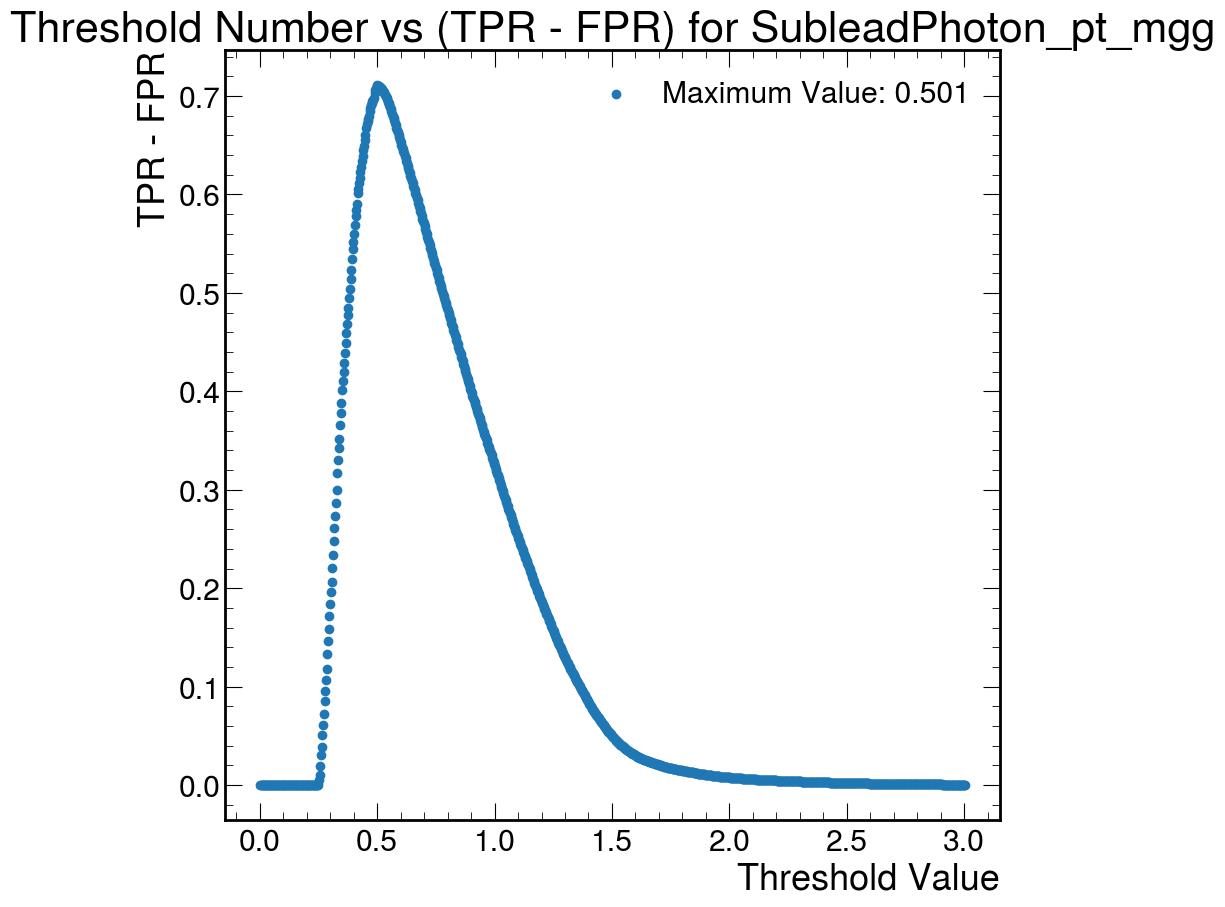 Threshold Number vs (TPR - FPR) for SubleadPhoton_pt_mgg
TPR - FPR
Maximum Value: 0.501
0.7
0.6
0.5
0.4
0.3
0.2
0.1
0.0
0.0 0.5 1.0 1.5 2.0 2.5 3.0
Threshold Value